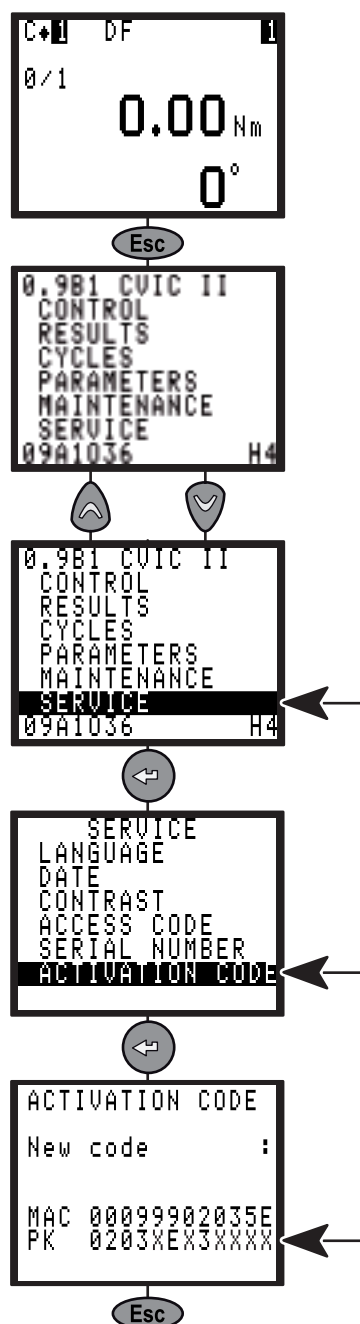 C♦1 DF 1
0/1
0.00 Nm
0°
Esc
0.9B1 CVIC II
CONTROL
RESULTS
CYCLES
PARAMETERS
MAINTENANCE
SERVICE
09A1036 H4
0.9B1 CVIC II
CONTROL
RESULTS
CYCLES
PARAMETERS
MAINTENANCE
SERVICE
09A1036 H4
SERVICE
LANGUAGE
DATE
CONTRAST
ACCESS CODE
SERIAL NUMBER
ACTIVATION CODE
ACTIVATION CODE
New code :
MAC 00099902035E
PK 0203XEX3XXXX
Esc